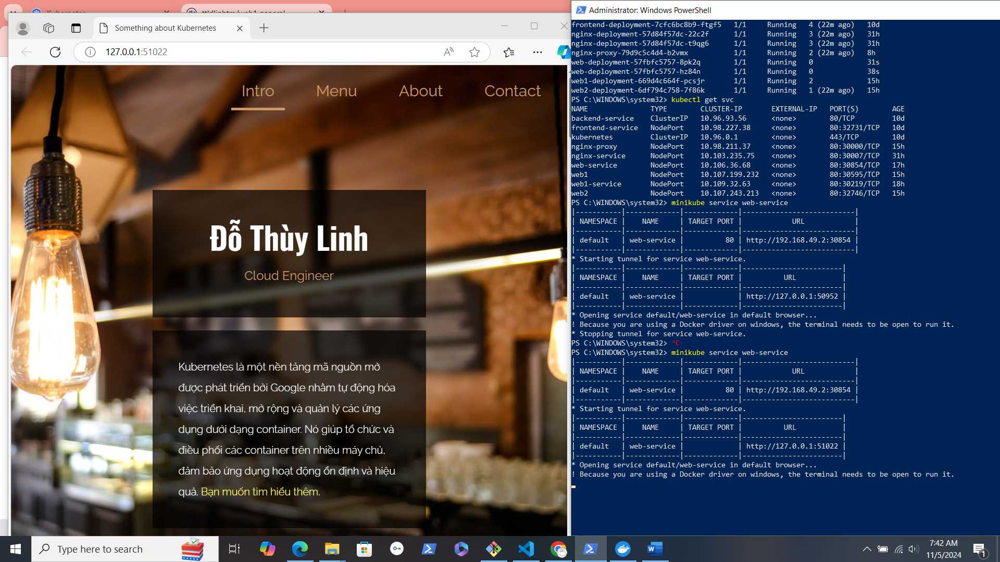 Kubernetes
Something about Kubernetes
127.0.0.1:51022
Intro
Menu
About
Contact
Đỗ Thùy Linh
Cloud Engineer
Kubernetes là một nền tảng mã nguồn mở
được phát triển bởi Google nhằm tự động hóa
việc triển khai, mở rộng và quản lý các ứng
dụng dưới dạng container. Nó giúp tổ chức và
điều phối các container trên nhiều máy chủ,
đảm bảo ứng dụng hoạt động ổn định và hiệu
quả. Bạn muốn tìm hiểu thêm.
Administrator: Windows PowerShell
frontend-deployment-7cfc6bc8b9-ftgf5 1/1 Running 4 (22m ago) 10d
nginx-deployment-57d84f57dc-22c2f 1/1 Running 3 (22m ago) 31h
nginx-deployment-57d84f57dc-t9qg6 1/1 Running 3 (22m ago) 31h
nginx-proxy-79d9c5c4d4-b2vmx 1/1 Running 2 (22m ago) 8h
web-deployment-57fbfc5757-8pk2q 1/1 Running 0 31s
web-deployment-57fbfc5757-hz84n 1/1 Running 0 38s
web1-deployment-669d4c664f-pcsjr 1/1 Running 2 15h
web2-deployment-6df794c758-7f86k 1/1 Running 1 (22m ago) 15h
PS C:\WINDOWS\system32> kubectl get svc
NAME TYPE CLUSTER-IP EXTERNAL-IP PORT(S) AGE
backend-service ClusterIP 10.96.93.56 <none> 80/TCP 10d
frontend-service NodePort 10.98.227.38 <none> 80:32731/TCP 10d
kubernetes ClusterIP 10.96.0.1 <none> 443/TCP 10d
nginx-proxy NodePort 10.98.211.37 <none> 80:30000/TCP 15h
nginx-service NodePort 10.103.235.75 <none> 80:30007/TCP 31h
web-service NodePort 10.106.36.68 <none> 80:30854/TCP 17h
web1 NodePort 10.107.199.232 <none> 80:30595/TCP 15h
web1-service NodePort 10.109.32.63 <none> 80:30219/TCP 18h
web2 NodePort 10.107.243.213 <none> 80:32746/TCP 15h
PS C:\WINDOWS\system32> minikube service web-service
|-----------|-------------|-------------|---------------------------|
| NAMESPACE | NAME | TARGET PORT | URL |
|-----------|-------------|-------------|---------------------------|
| default | web-service | 80 | http://192.168.49.2:30854 |
|-----------|-------------|-------------|---------------------------|
* Starting tunnel for service web-service.
|-----------|-------------|-------------|------------------------|
| NAMESPACE | NAME | TARGET PORT | URL |
|-----------|-------------|-------------|------------------------|
| default | web-service | | http://127.0.0.1:50952 |
|-----------|-------------|-------------|------------------------|
* Opening service default/web-service in default browser...
! Because you are using a Docker driver on windows, the terminal needs to be open to run it.
* Stopping tunnel for service web-service.
PS C:\WINDOWS\system32> ^C
PS C:\WINDOWS\system32> minikube service web-service
|-----------|-------------|-------------|---------------------------|
| NAMESPACE | NAME | TARGET PORT | URL |
|-----------|-------------|-------------|---------------------------|
| default | web-service | 80 | http://192.168.49.2:30854 |
|-----------|-------------|-------------|---------------------------|
* Starting tunnel for service web-service.
|-----------|-------------|-------------|------------------------|
| NAMESPACE | NAME | TARGET PORT | URL |
|-----------|-------------|-------------|------------------------|
| default | web-service | | http://127.0.0.1:51022 |
|-----------|-------------|-------------|------------------------|
* Opening service default/web-service in default browser...
! Because you are using a Docker driver on windows, the terminal needs to be open to run it.
Type here to search
7:42 AM
11/5/2024
1